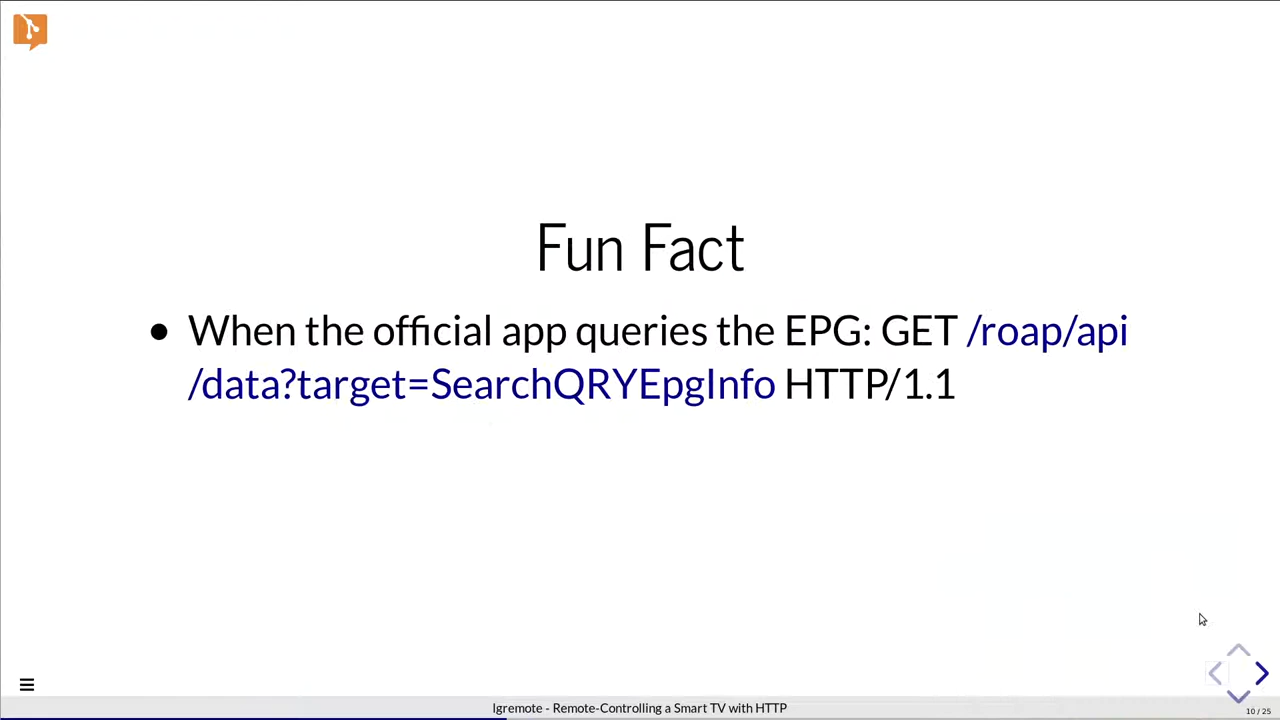 Fun Fact
• When the official app queries the EPG: GET /roap/api
/data?target=SearchQRYEpgInfo HTTP/1.1
lgremote - Remote-Controlling a Smart TV with HTTP
10 / 25